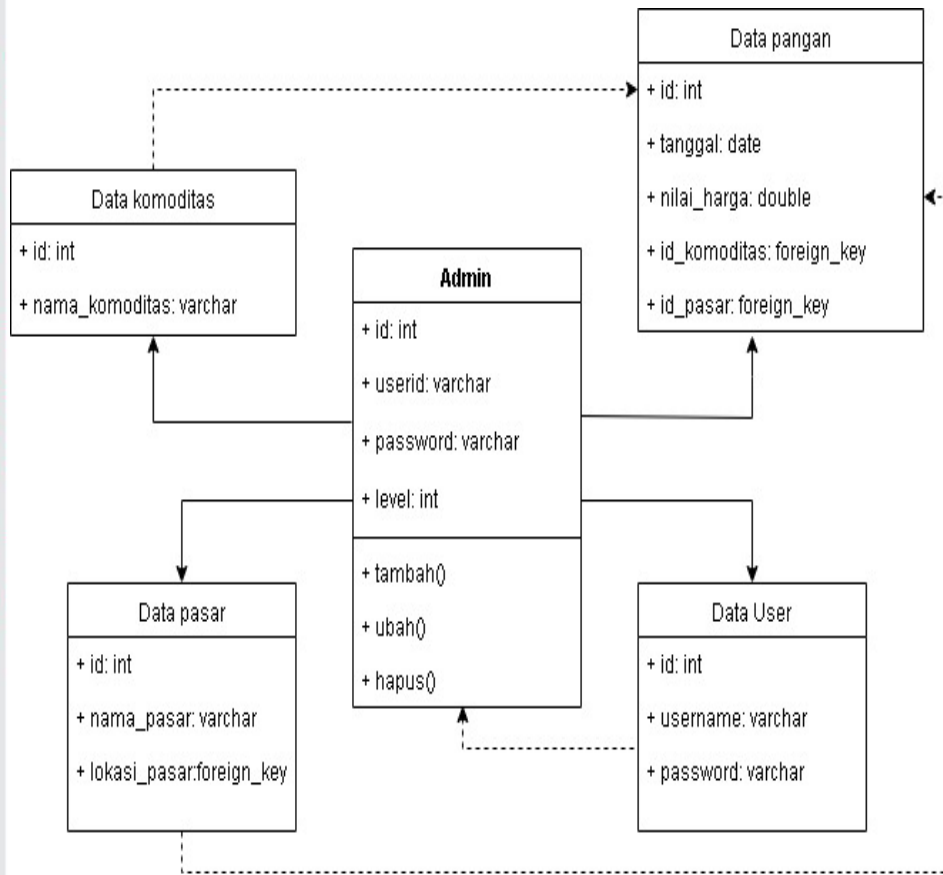 Data pangan
+ id: int
+ tanggal: date
+ nilai_harga: double
+ id_komoditas: foreign_key
+ id_pasar: foreign_key
Data komoditas
+ id: int
+ nama_komoditas: varchar
Admin
+ id: int
+ userid: varchar
+ password: varchar
+ level: int
+ tambah()
+ ubah()
+ hapus()
Data pasar
+ id: int
+ nama_pasar: varchar
+ lokasi_pasar:foreign_key
Data User
+ id: int
+ username: varchar
+ password: varchar